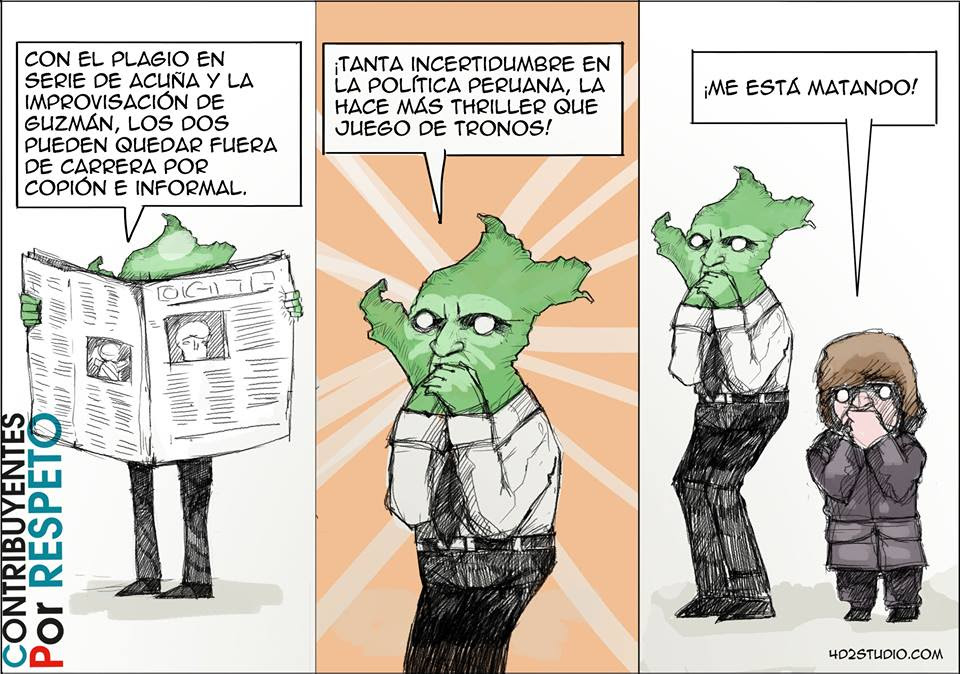 CON EL PLAGIO EN
SERIE DE ACUÑA Y LA
IMPROVISACIÓN DE
GUZMÁN, LOS DOS
PUEDEN QUEDAR FUERA
DE CARRERA POR
COPIÓN E INFORMAL.
¡TANTA INCERTIDUMBRE EN
LA POLÍTICA PERUANA, LA
HACE MÁS THRILLER QUE
JUEGO DE TRONOS!
¡ME ESTÁ MATANDO!
CONTRIBUYENTES
Por RESPETO
4D2STUDIO.COM